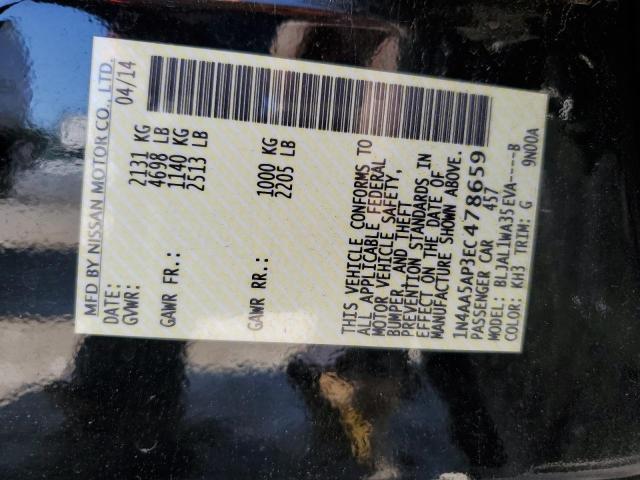 MFD BY NISSAN MOTOR CO., LTD.
DATE: 04/14
GVWR: 2131 KG
4698 LB
GAWR FR.: 1140 KG
2513 LB
GAWR RR.: 1000 KG
2205 LB
THIS VEHICLE CONFORMS TO
ALL APPLICABLE FEDERAL
MOTOR VEHICLE SAFETY,
BUMPER, AND THEFT
PREVENTION STANDARDS IN
EFFECT ON THE DATE OF
MANUFACTURE SHOWN ABOVE.
1N4AA5AP3EC478659
PASSENGER CAR 457
MODEL: BLJALIWA35EVA-----B
COLOR: KH3 TRIM: G 9N00A